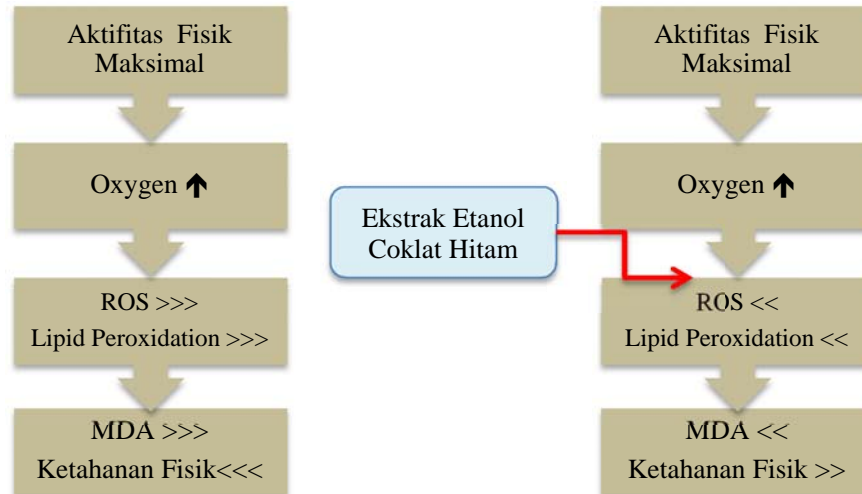 Aktifitas Fisik
Maksimal
Oxygen 🡹
ROS >>>
Lipid Peroxidation >>>
MDA >>>
Ketahanan Fisik<<<
Ekstrak Etanol
Coklat Hitam
Aktifitas Fisik
Maksimal
Oxygen 🡹
ROS <<
Lipid Peroxidation <<
MDA <<
Ketahanan Fisik >>